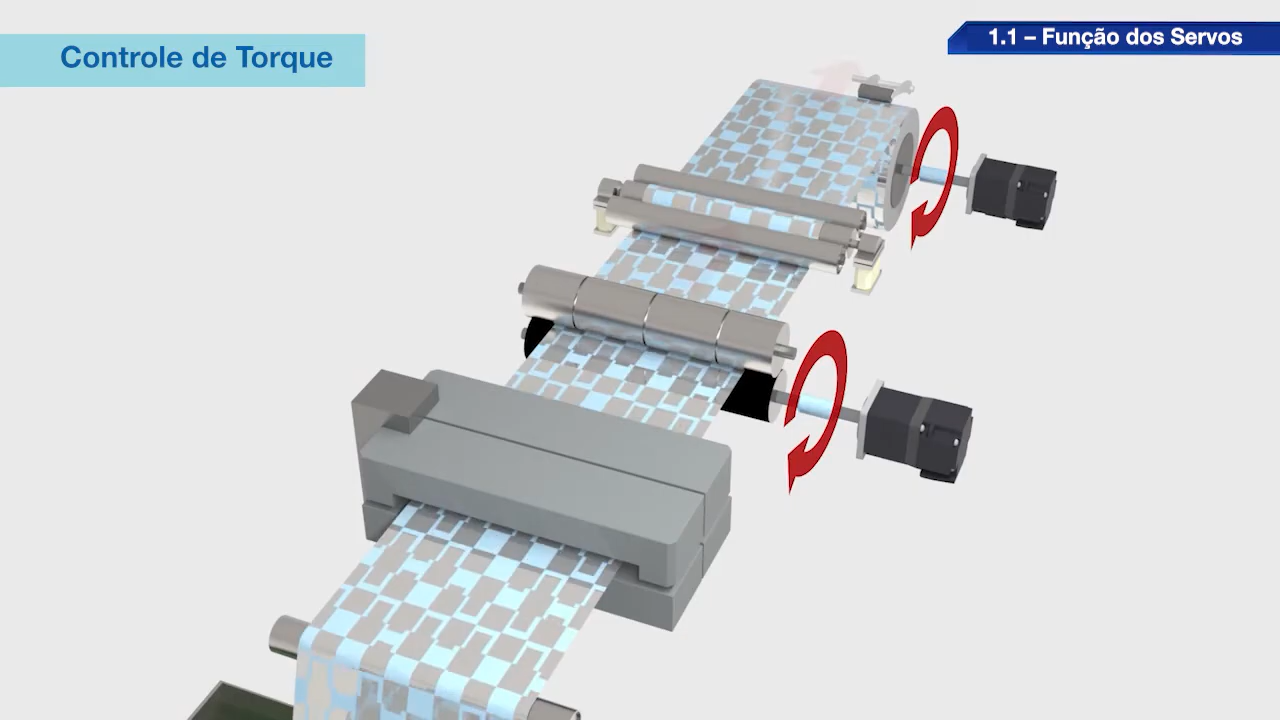 Controle de Torque
1.1 – Função dos Servos